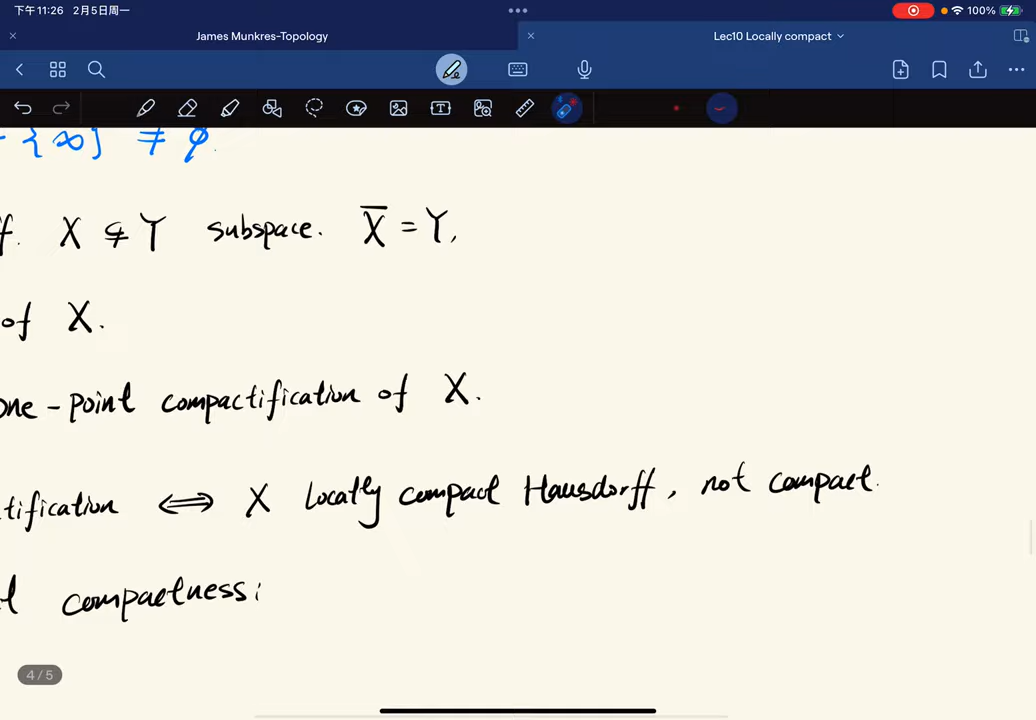 下午11:26 2月5日周一
100%
James Munkres-Topology
Lec10 Locally compact
{∞} ≠ φ.
f. X ⊊ Y subspace. X̅ = Y,
of X.
one-point compactification of X.
tification ⟺ X Locally compact Hausdorff, not compact.
compactness:
4/5